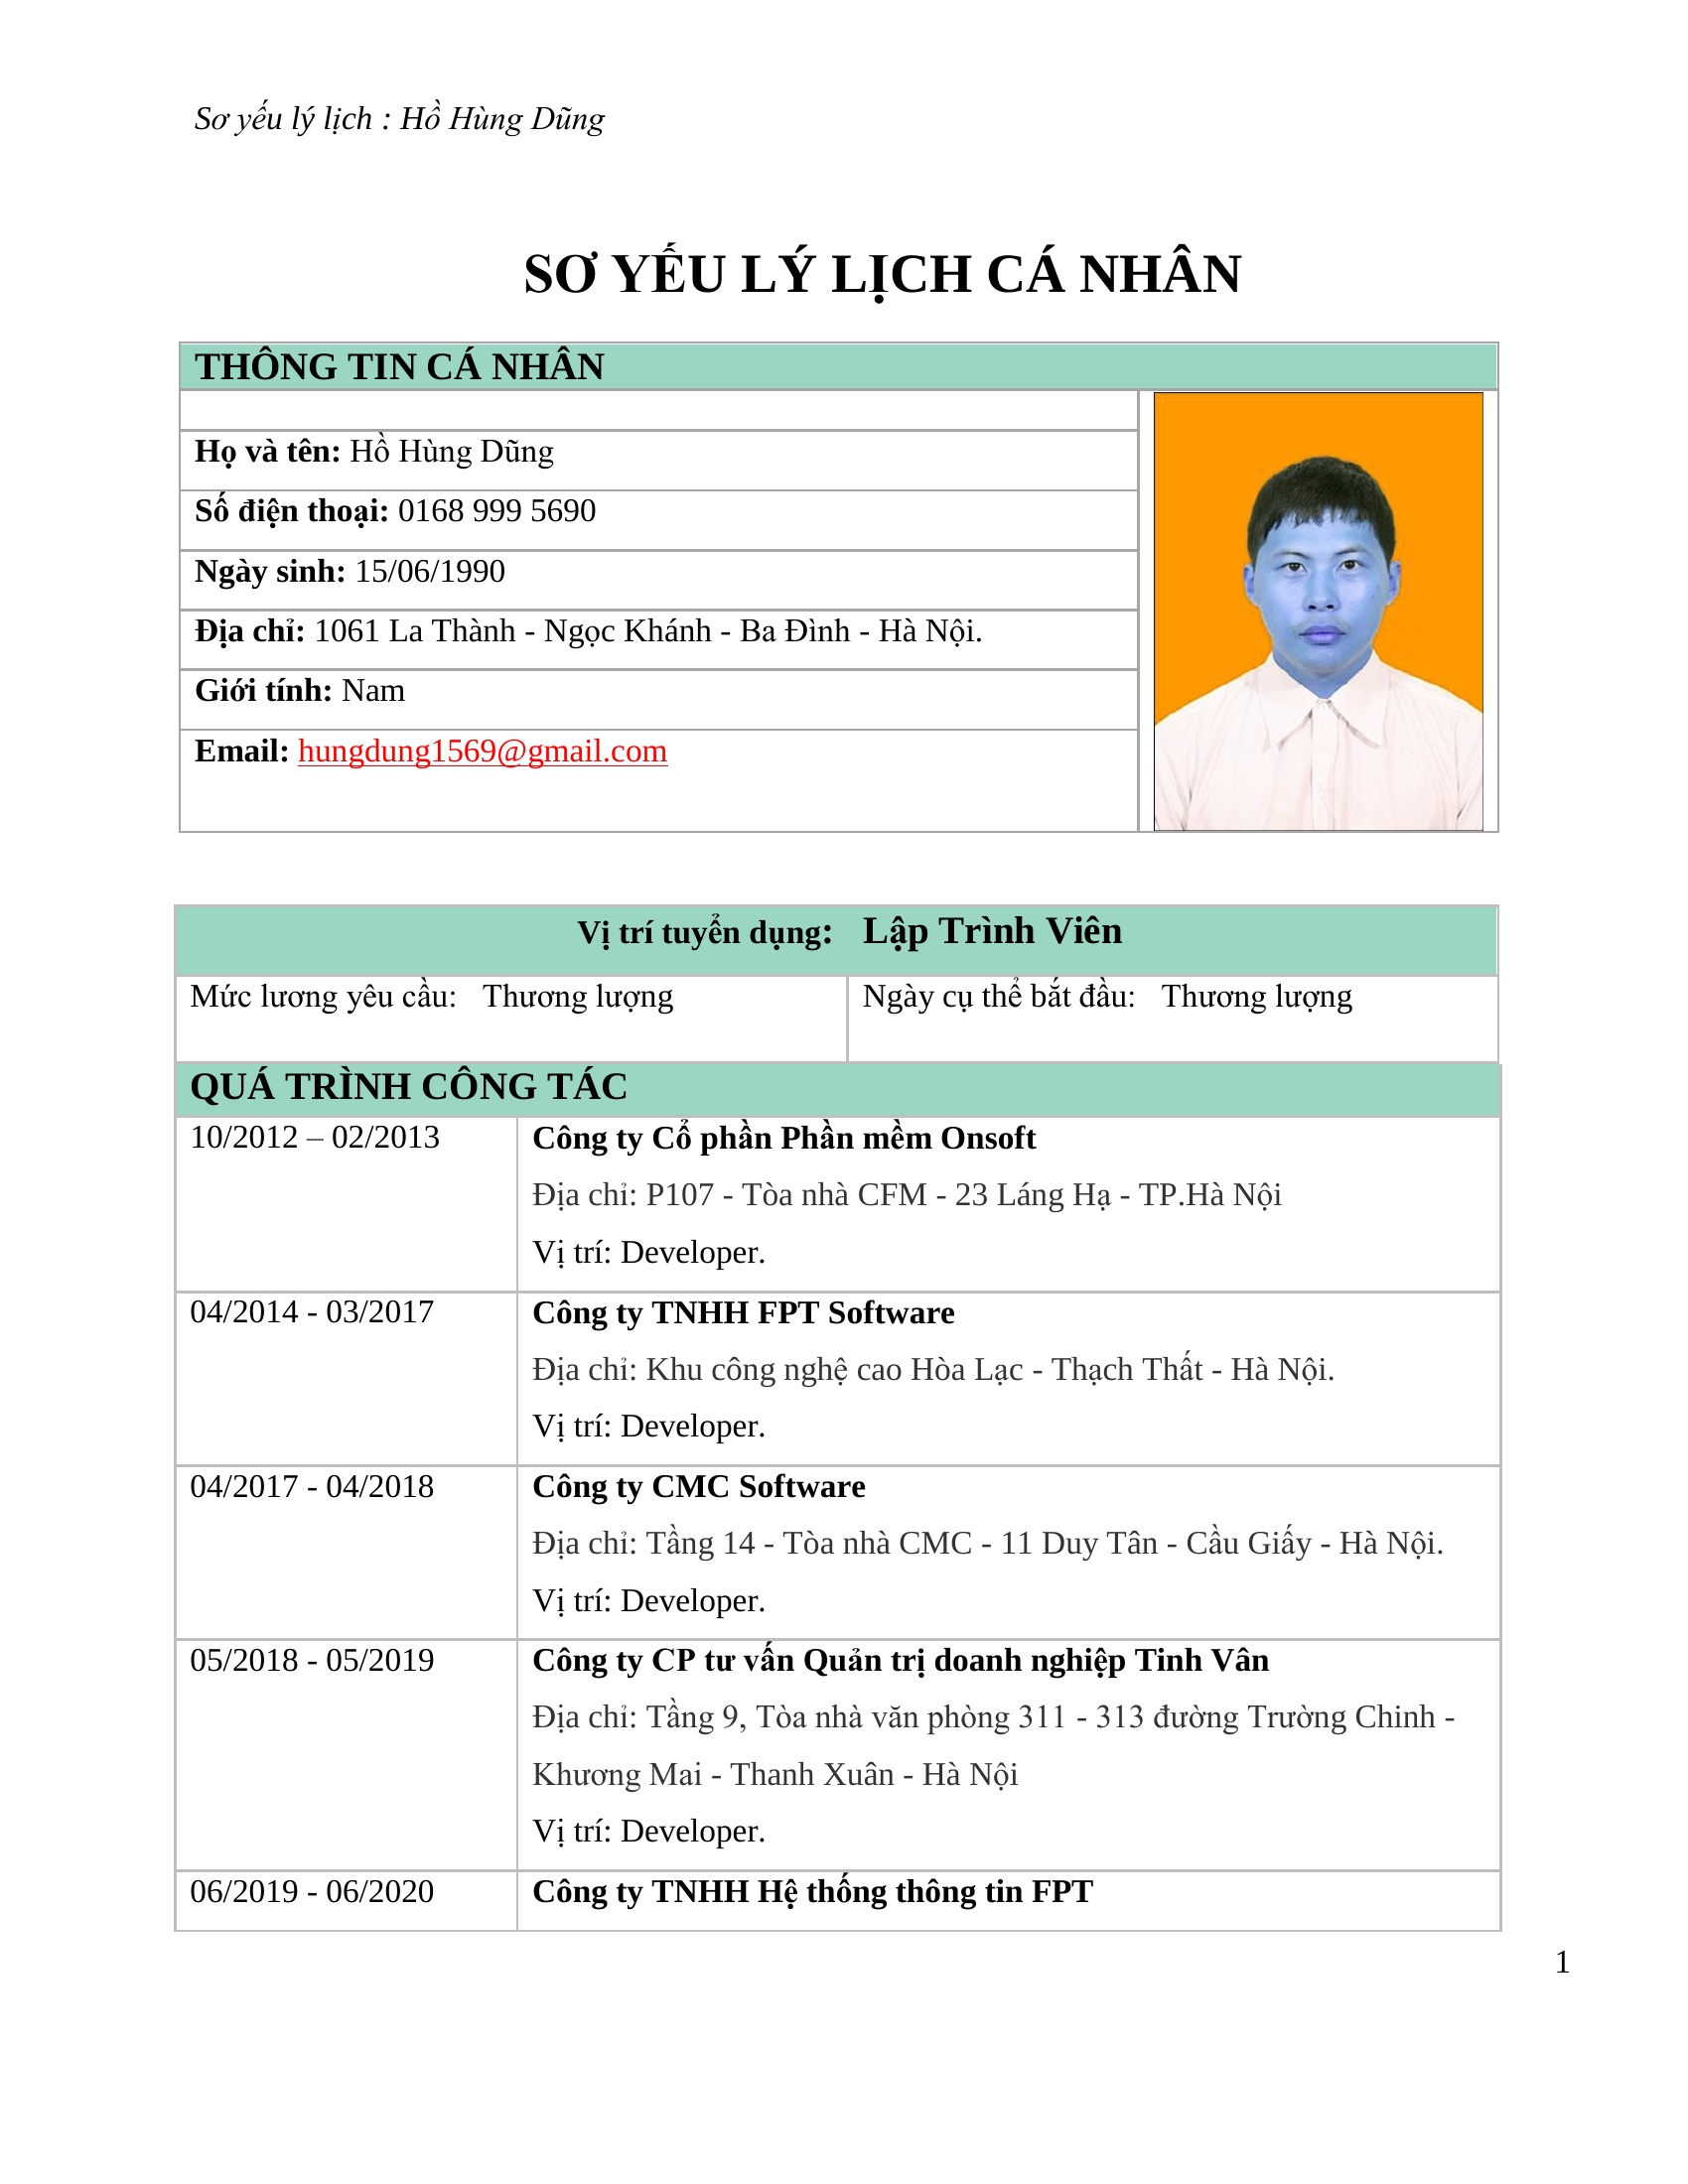 Sơ yếu lý lịch : Hồ Hùng Dũng
SƠ YẾU LÝ LỊCH CÁ NHÂN
THÔNG TIN CÁ NHÂN
Họ và tên: Hồ Hùng Dũng
Số điện thoại: 0168 999 5690
Ngày sinh: 15/06/1990
Địa chỉ: 1061 La Thành - Ngọc Khánh - Ba Đình - Hà Nội.
Giới tính: Nam
Email: hungdung1569@gmail.com
Vị trí tuyển dụng: Lập Trình Viên
Mức lương yêu cầu: Thương lượng
Ngày cụ thể bắt đầu: Thương lượng
QUÁ TRÌNH CÔNG TÁC
10/2012 – 02/2013
Công ty Cổ phần Phần mềm Onsoft
Địa chỉ: P107 - Tòa nhà CFM - 23 Láng Hạ - TP.Hà Nội
Vị trí: Developer.
04/2014 - 03/2017
Công ty TNHH FPT Software
Địa chỉ: Khu công nghệ cao Hòa Lạc - Thạch Thất - Hà Nội.
Vị trí: Developer.
04/2017 - 04/2018
Công ty CMC Software
Địa chỉ: Tầng 14 - Tòa nhà CMC - 11 Duy Tân - Cầu Giấy - Hà Nội.
Vị trí: Developer.
05/2018 - 05/2019
Công ty CP tư vấn Quản trị doanh nghiệp Tinh Vân
Địa chỉ: Tầng 9, Tòa nhà văn phòng 311 - 313 đường Trường Chinh -
Khương Mai - Thanh Xuân - Hà Nội
Vị trí: Developer.
06/2019 - 06/2020
Công ty TNHH Hệ thống thông tin FPT
1